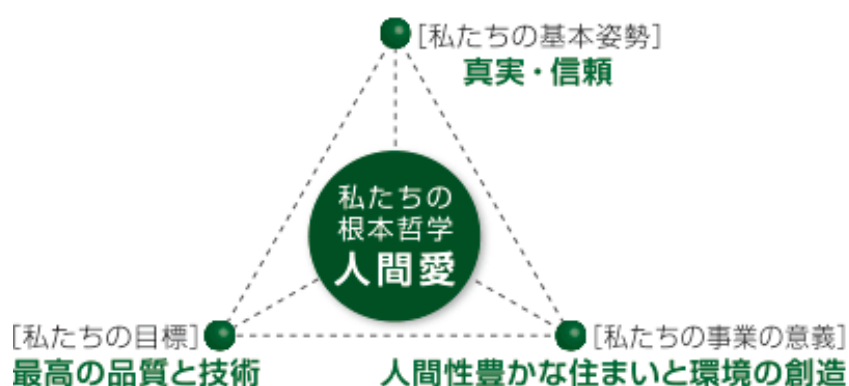 [私たちの基本姿勢]
真実・信頼
私たちの
根本哲学
人間愛
[私たちの目標]
最高の品質と技術
[私たちの事業の意義]
人間性豊かな住まいと環境の創造